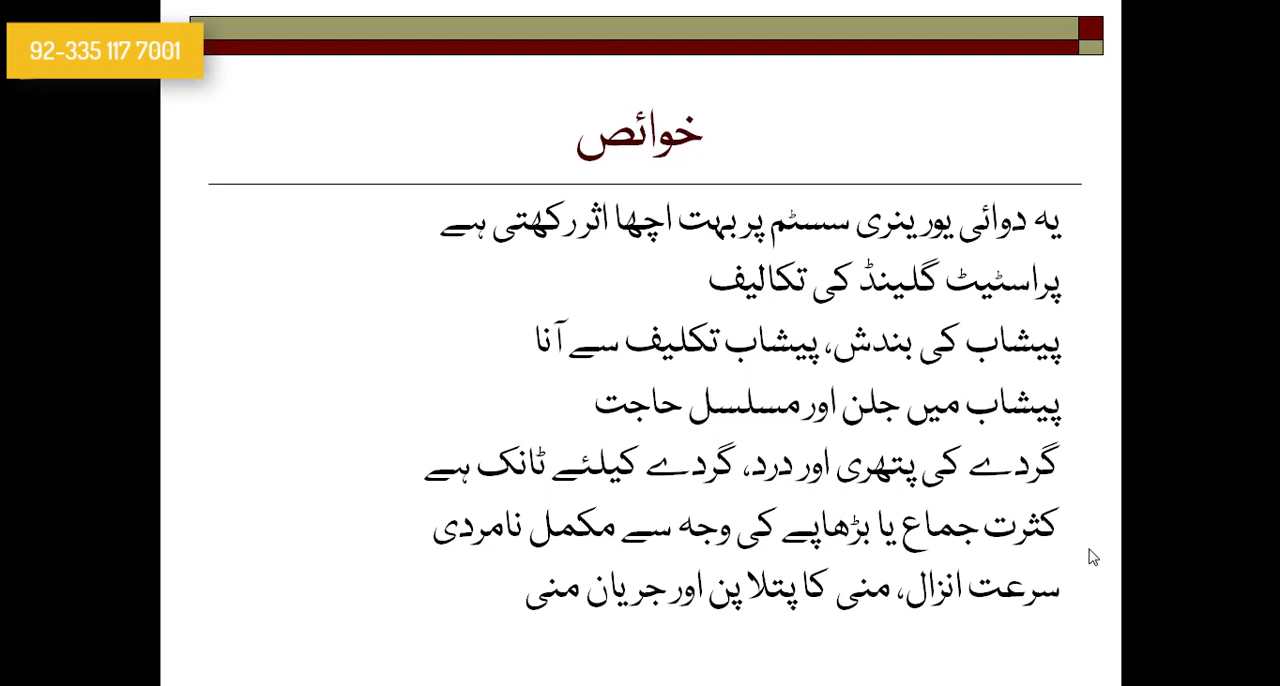 92-335 117 7001
خوائص
یہ دوائی یورینری سسٹم پر بہت اچھا اثر رکھتی ہے
پراسٹیٹ گلینڈ کی تکالیف
پیشاب کی بندش، پیشاب تکلیف سے آنا
پیشاب میں جلن اور مسلسل حاجت
گردے کی پتھری اور درد، گردے کیلئے ٹانک ہے
کثرت جماع یا بڑھاپے کی وجہ سے مکمل نامردی
سرعت انزال، منی کا پتلا پن اور جریان منی